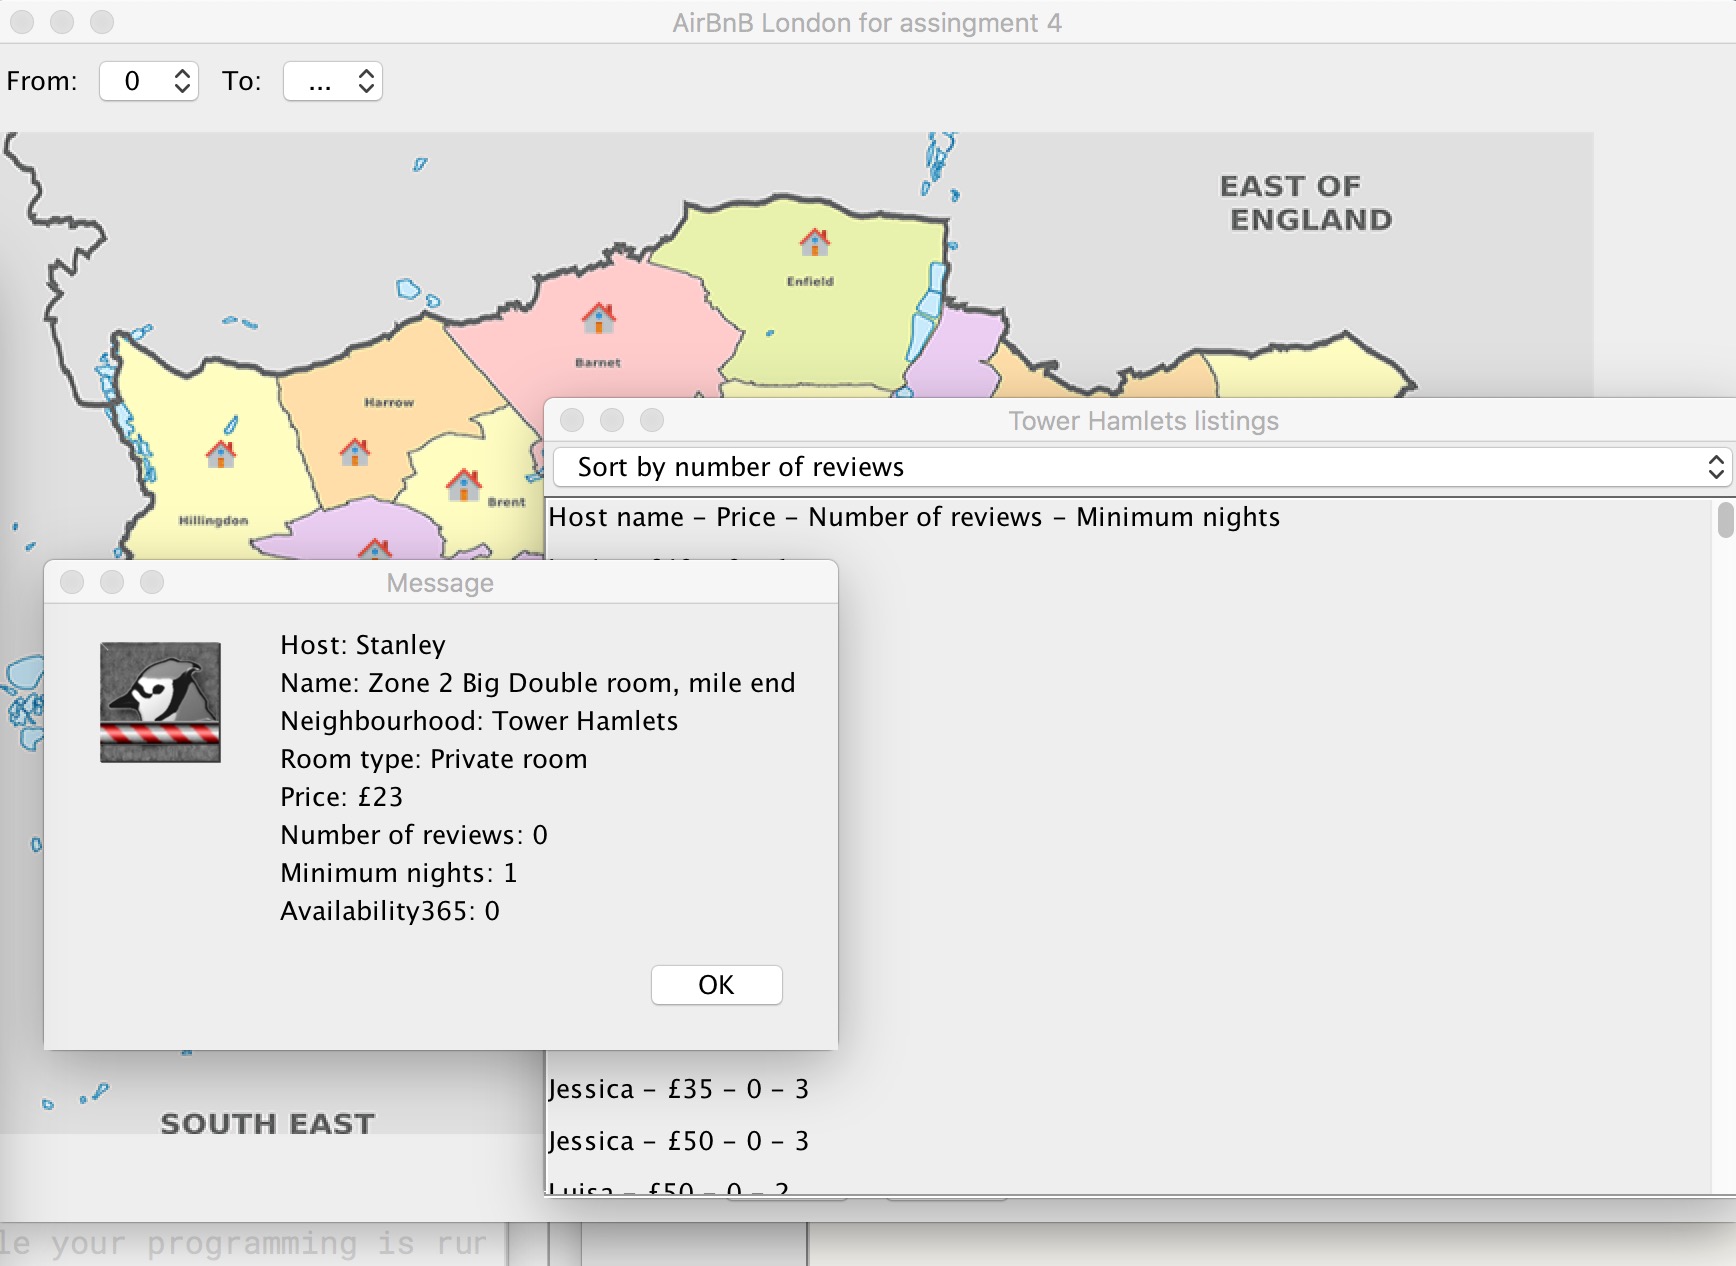 AirBnB London for assingment 4
From: 0 To: ...
EAST OF
ENGLAND
Enfield
Barnet
Harrow
Brent
Hillingdon
Tower Hamlets listings
Sort by number of reviews
Host name – Price – Number of reviews – Minimum nights
Message
Host: Stanley
Name: Zone 2 Big Double room, mile end
Neighbourhood: Tower Hamlets
Room type: Private room
Price: £23
Number of reviews: 0
Minimum nights: 1
Availability365: 0
OK
Jessica – £35 – 0 – 3
Jessica – £50 – 0 – 3
Luisa – £50 – 0 – 2
SOUTH EAST
le your programming is rur